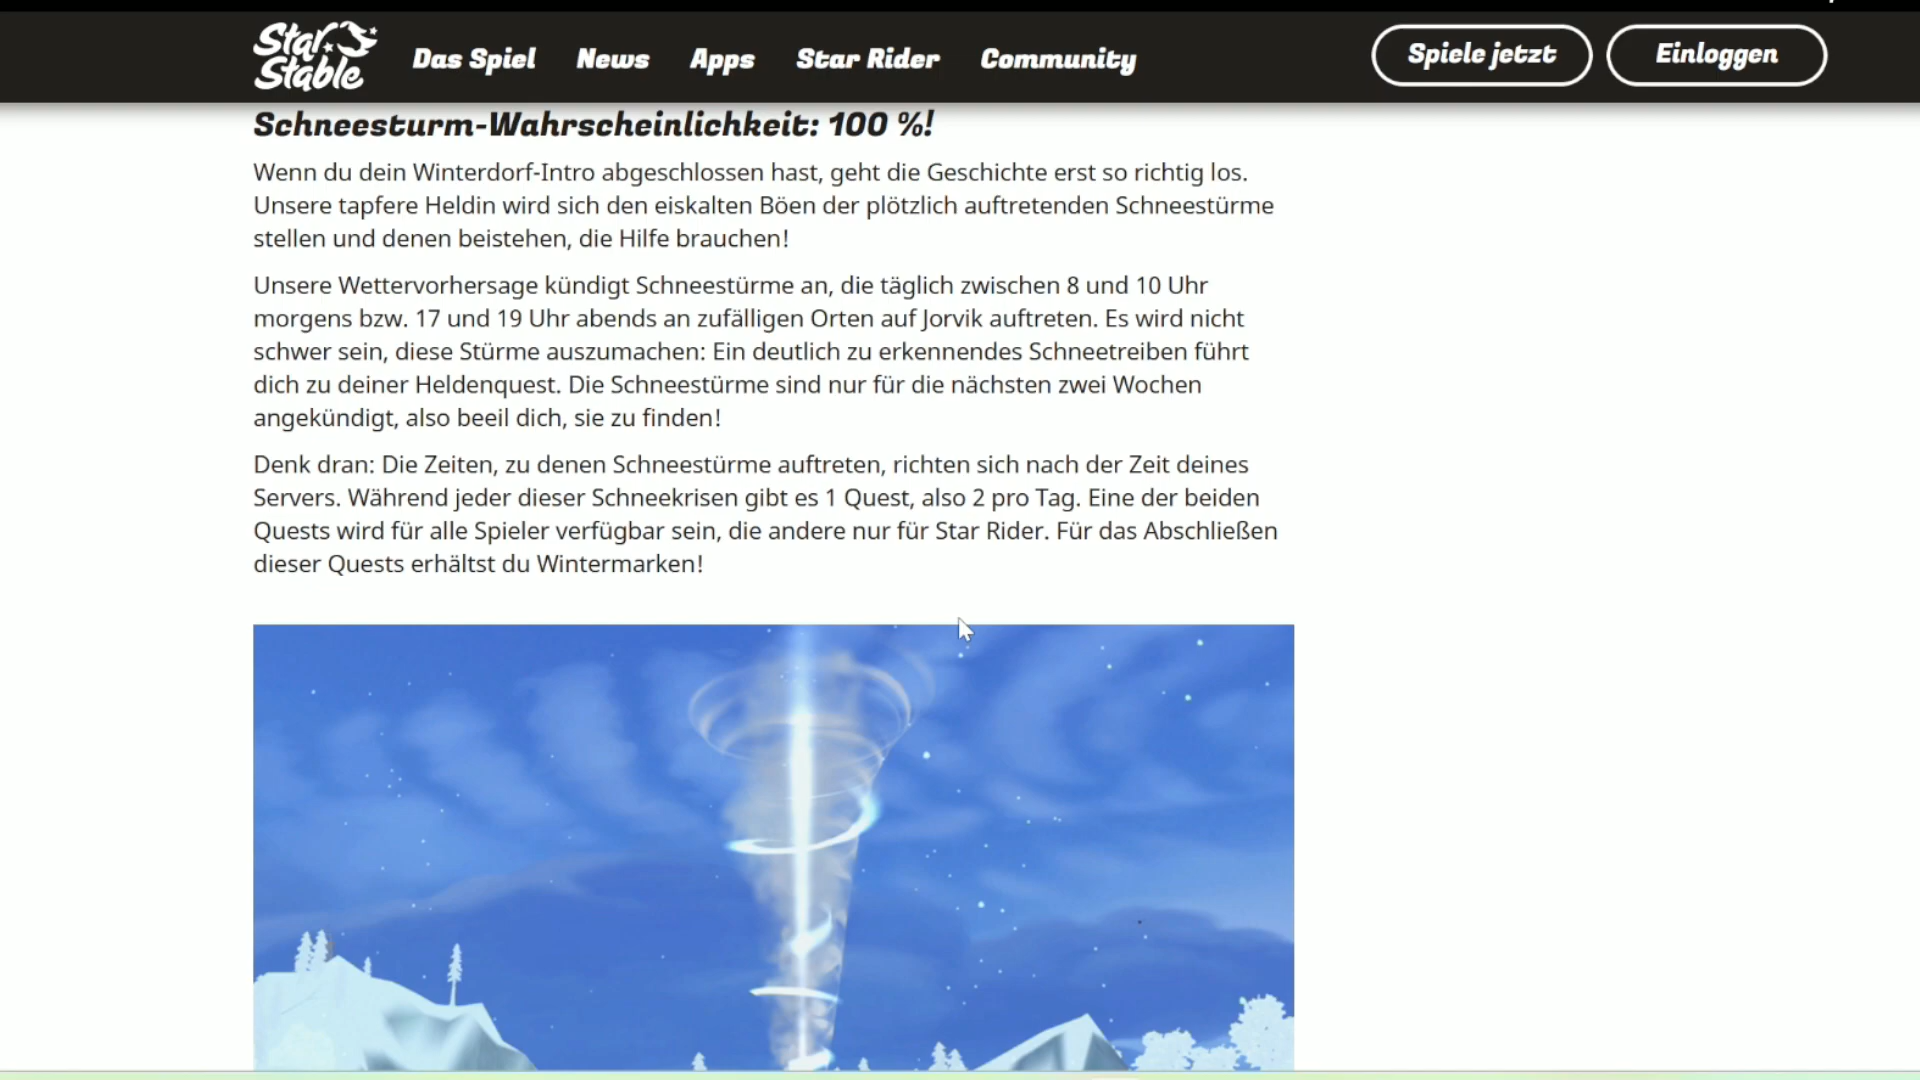 Star Stable
Das Spiel
News
Apps
Star Rider
Community
Spiele jetzt
Einloggen
Schneesturm-Wahrscheinlichkeit: 100 %!
Wenn du dein Winterdorf-Intro abgeschlossen hast, geht die Geschichte erst so richtig los.
Unsere tapfere Heldin wird sich den eiskalten Böen der plötzlich auftretenden Schneestürme
stellen und denen beistehen, die Hilfe brauchen!
Unsere Wettervorhersage kündigt Schneestürme an, die täglich zwischen 8 und 10 Uhr
morgens bzw. 17 und 19 Uhr abends an zufälligen Orten auf Jorvik auftreten. Es wird nicht
schwer sein, diese Stürme auszumachen: Ein deutlich zu erkennendes Schneetreiben führt
dich zu deiner Heldenquest. Die Schneestürme sind nur für die nächsten zwei Wochen
angekündigt, also beeil dich, sie zu finden!
Denk dran: Die Zeiten, zu denen Schneestürme auftreten, richten sich nach der Zeit deines
Servers. Während jeder dieser Schneekrisen gibt es 1 Quest, also 2 pro Tag. Eine der beiden
Quests wird für alle Spieler verfügbar sein, die andere nur für Star Rider. Für das Abschließen
dieser Quests erhältst du Wintermarken!